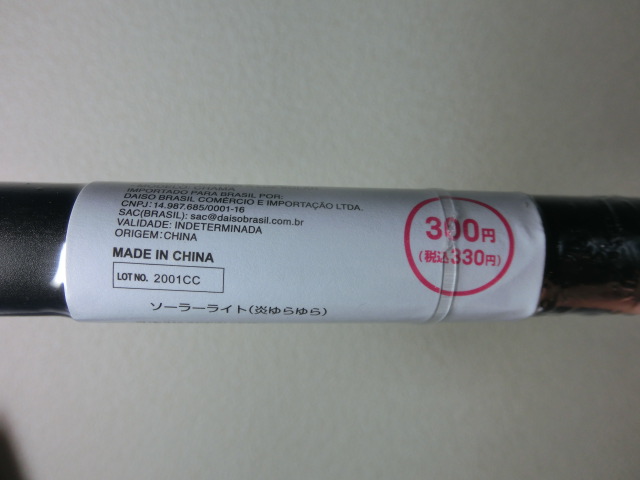 IMPORTADO PARA BRASIL POR:
DAISO BRASIL COMÉRCIO E IMPORTAÇÃO LTDA.
CNPJ: 14.987.685/0001-16
SAC(BRASIL): sac@daisobrasil.com.br
VALIDADE: INDETERMINADA
ORIGEM: CHINA
MADE IN CHINA
LOT NO. 2001CC
ソーラーライト(炎ゆらゆら)
300円
(税込330円)